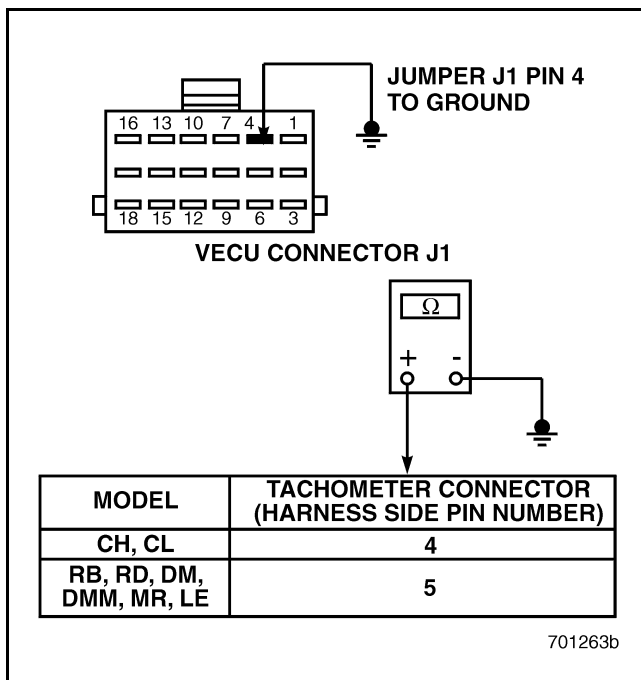 JUMPER J1 PIN 4
TO GROUND
16 13 10 7 4 1
18 15 12 9 6 3
VECU CONNECTOR J1
Ω
+ -
MODEL
TACHOMETER CONNECTOR
(HARNESS SIDE PIN NUMBER)
CH, CL
4
RB, RD, DM,
DMM, MR, LE
5
701263b